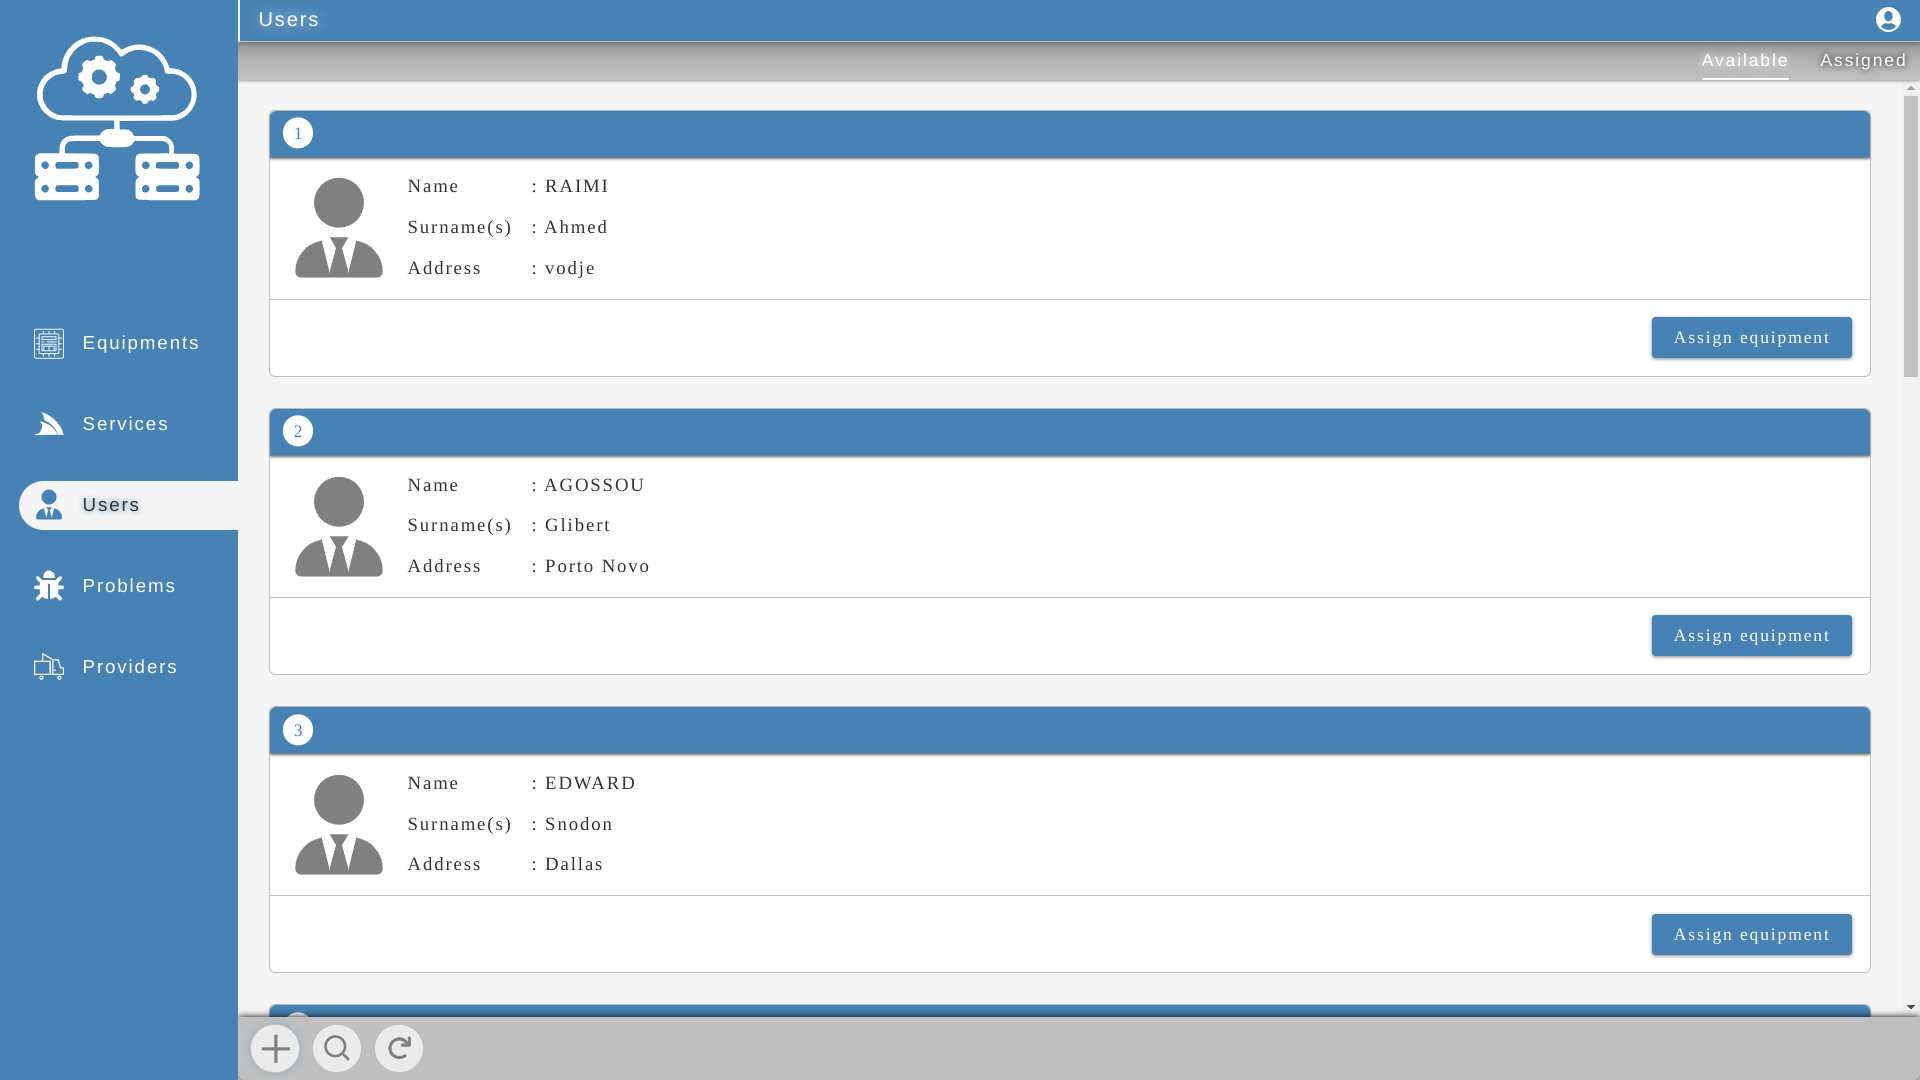 Users
Available
Assigned
Equipments
Services
Users
Problems
Providers
1
Name : RAIMI
Surname(s) : Ahmed
Address : vodje
Assign equipment
2
Name : AGOSSOU
Surname(s) : Glibert
Address : Porto Novo
Assign equipment
3
Name : EDWARD
Surname(s) : Snodon
Address : Dallas
Assign equipment